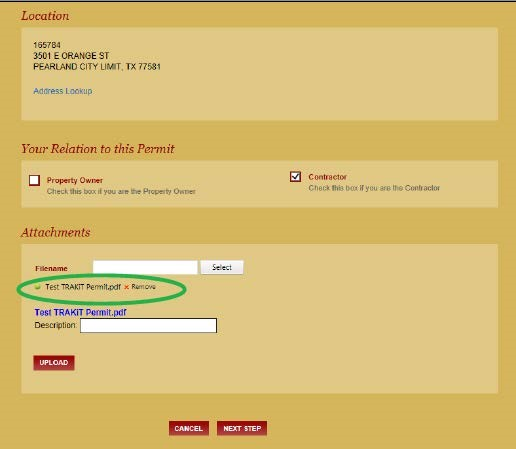 Location
165784
3501 E ORANGE ST
PEARLAND CITY LIMIT, TX 77581
Address Lookup
Your Relation to this Permit
Property Owner
Check this box if you are the Property Owner
Contractor
Check this box if you are the Contractor
Attachments
Filename Select
Test TRAKiT Permit.pdf × Remove
Test TRAKiT Permit.pdf
Description:
UPLOAD
CANCEL NEXT STEP